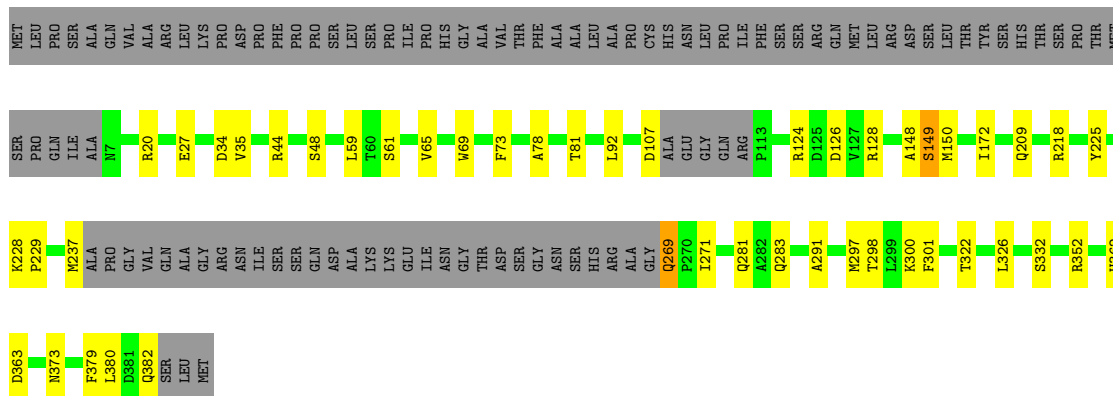 MET LEU PRO SER ALA GLN VAL ALA ARG LEU LYS PRO ASP PRO PHE PRO PRO SER LEU SER PRO ILE PRO HIS GLY ALA VAL THR PHE ALA ALA LEU ALA PRO CYS HIS ASN LEU PRO ILE PHE SER SER ARG GLN MET LEU ARG ASP SER LEU THR TYR SER HIS THR SER PRO THR MET
SER PRO GLN ILE ALA N7 R20 E27 D34 V35 R44 S48 L59 T60 S61 V65 W69 F73 A78 T81 L92 D107 ALA GLU GLY GLN ARG P113 R124 D125 D126 V127 R128 A148 S149 M150 I172 Q209 R218 Y225
K228 P229 M237 ALA PRO GLY VAL GLN ALA GLY ARG ASN ILE SER SER GLN ASP ALA LYS LYS GLU ILE ASN GLY THR ASP SER GLY ASN SER HIS ARG ALA GLY Q269 P270 I271 Q281 A282 Q283 A291 M297 T298 L299 K300 F301 T322 L326 S332 R352
D363 N373 F379 L380 D381 Q382 SER LEU MET